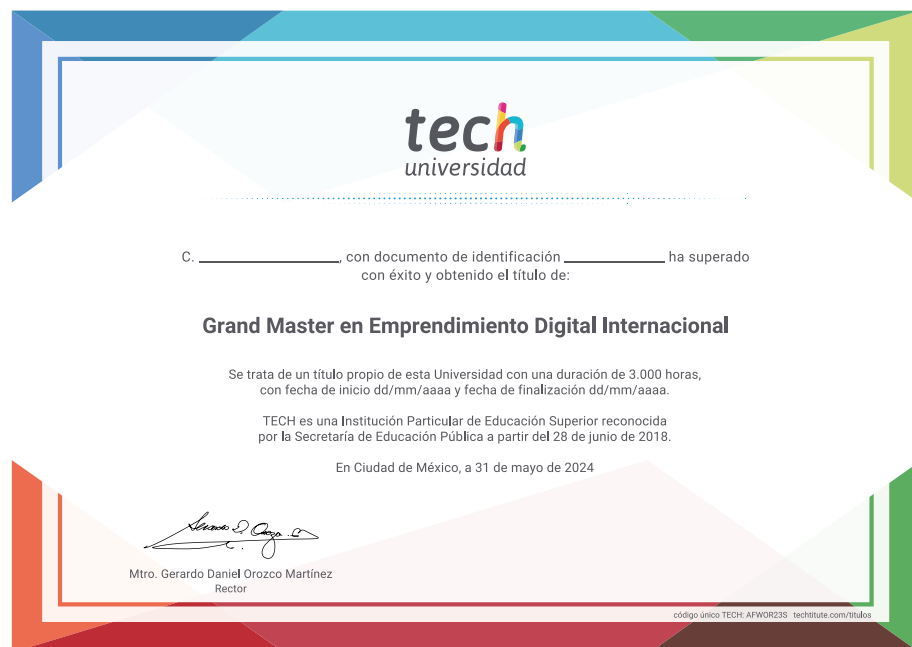 tech
universidad
C. ____________, con documento de identificación ____________ ha superado
con éxito y obtenido el título de:
Grand Master en Emprendimiento Digital Internacional
Se trata de un título propio de esta Universidad con una duración de 3.000 horas,
con fecha de inicio dd/mm/aaaa y fecha de finalización dd/mm/aaaa.
TECH es una Institución Particular de Educación Superior reconocida
por la Secretaría de Educación Pública a partir del 28 de junio de 2018.
En Ciudad de México, a 31 de mayo de 2024
Mtro. Gerardo Daniel Orozco Martínez
Rector
código único TECH: AFWOR23S techtitute.com/titulos